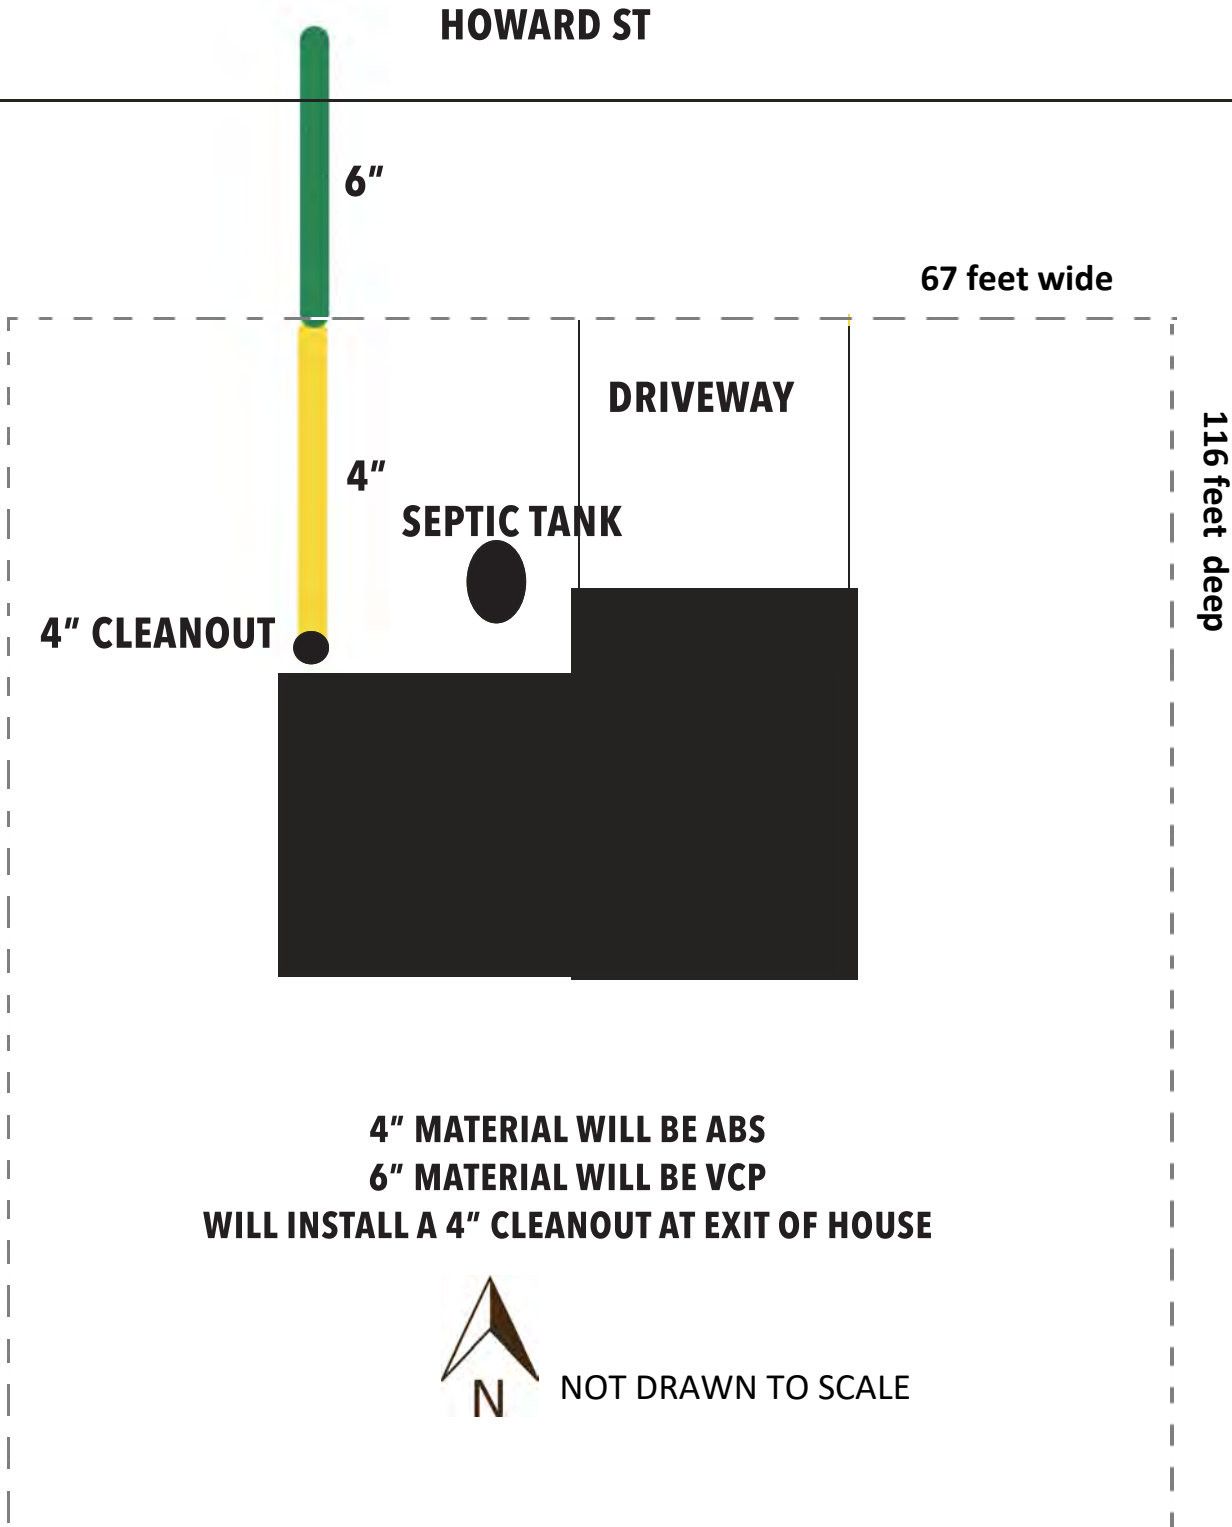 HOWARD ST
6”
67 feet wide
DRIVEWAY
116 feet deep
4”
SEPTIC TANK
4” CLEANOUT
4” MATERIAL WILL BE ABS
6” MATERIAL WILL BE VCP
WILL INSTALL A 4” CLEANOUT AT EXIT OF HOUSE
N
NOT DRAWN TO SCALE